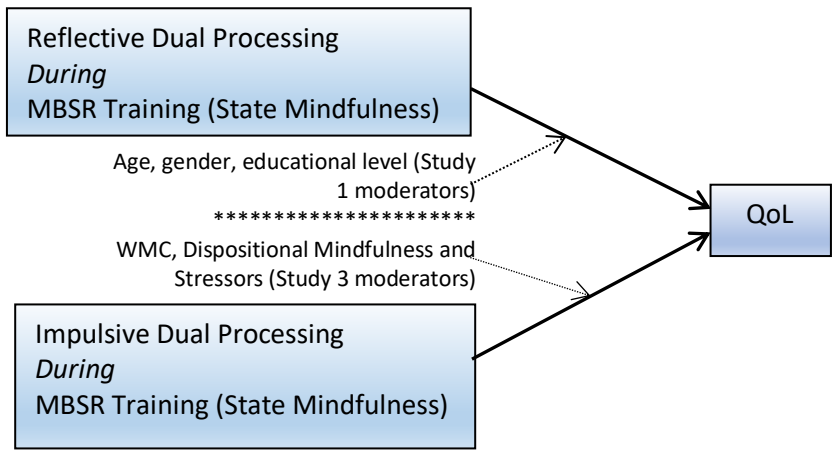 Reflective Dual Processing
During
MBSR Training (State Mindfulness)
Age, gender, educational level (Study
1 moderators)
**********************
WMC, Dispositional Mindfulness and
Stressors (Study 3 moderators)
QoL
Impulsive Dual Processing
During
MBSR Training (State Mindfulness)